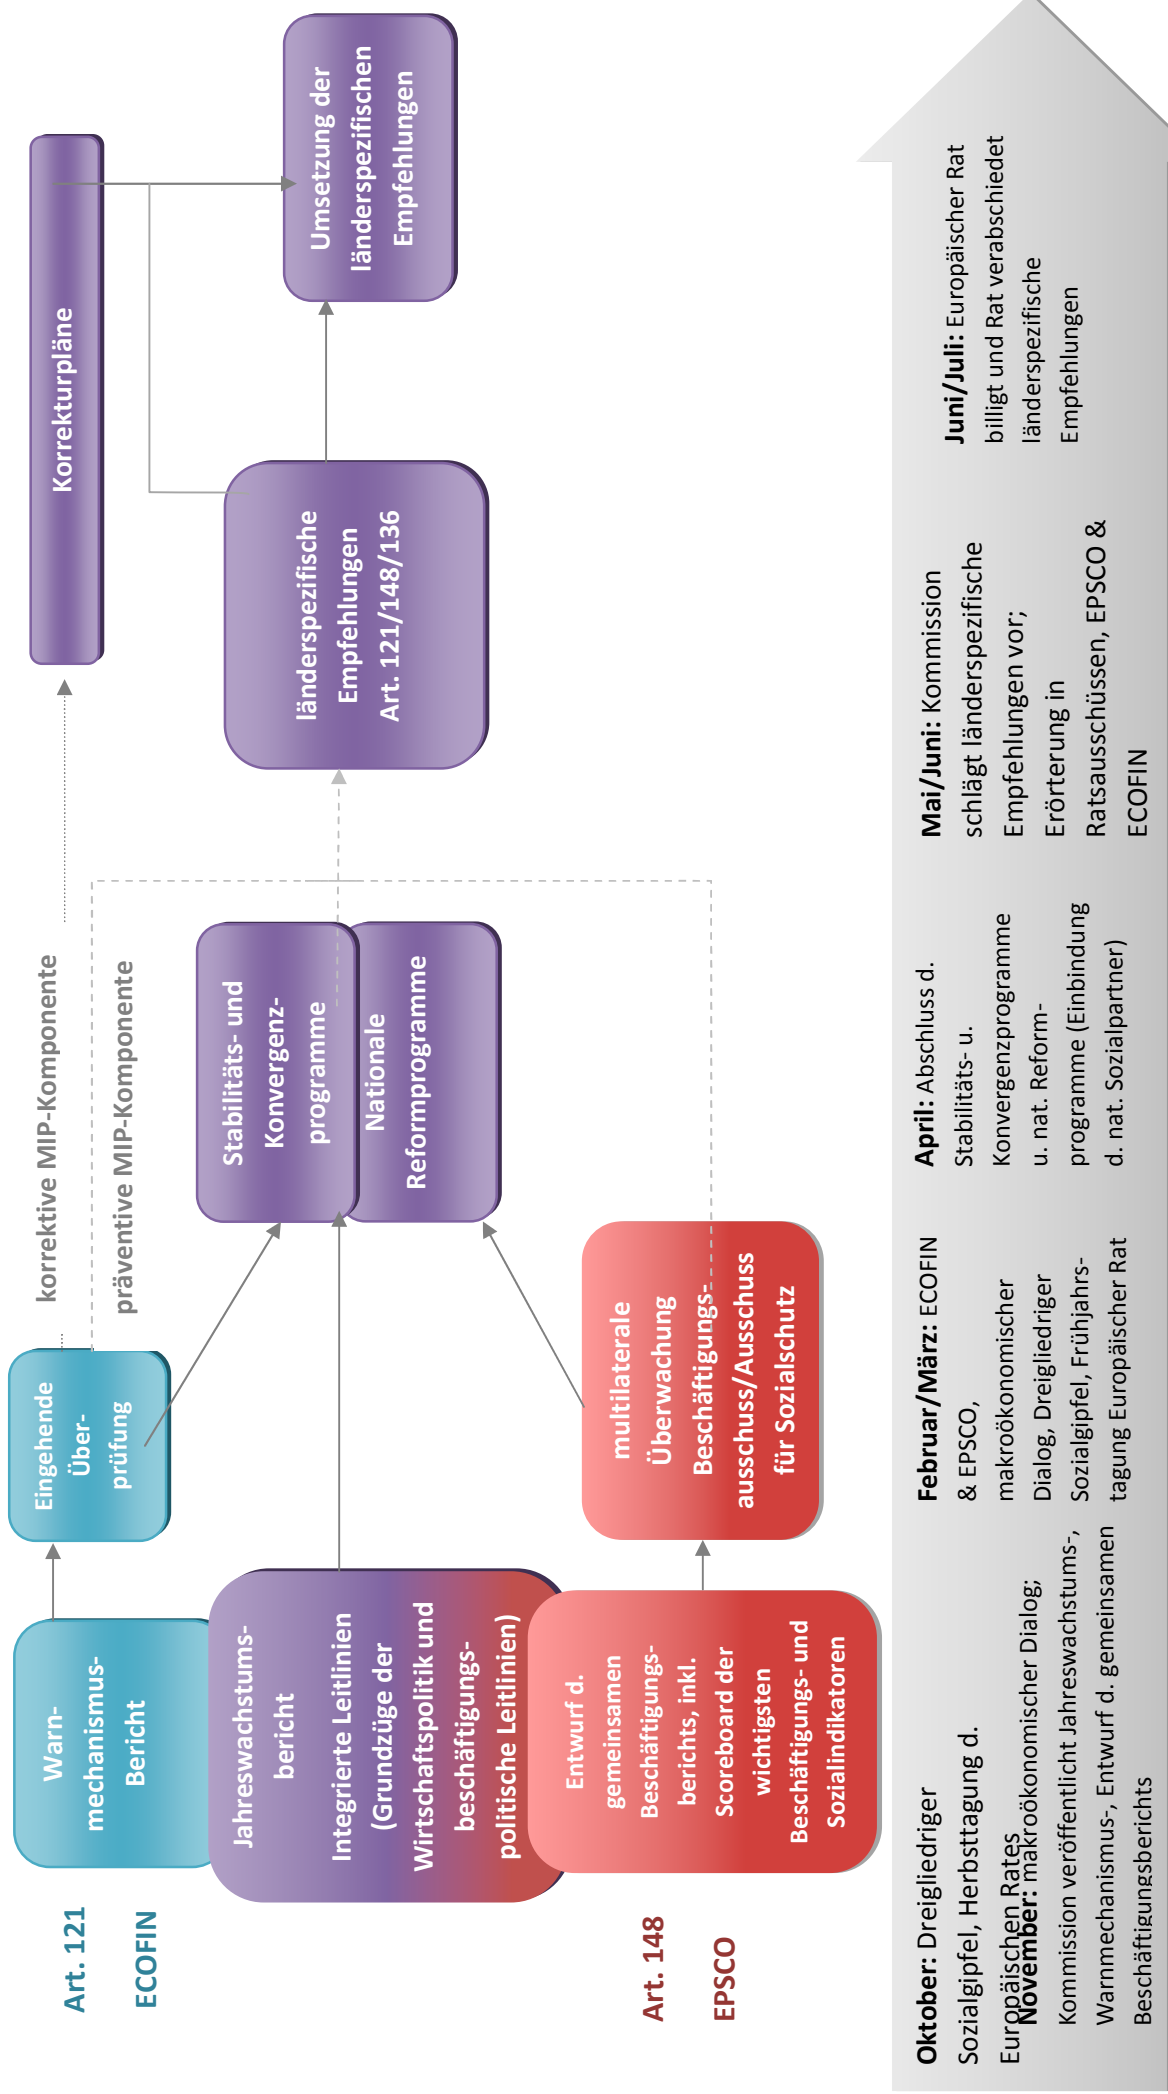 Art. 121
ECOFIN
Art. 148
EPSCO
Warn-
mechanismus-
Bericht
Jahreswachstums-
bericht
Integrierte Leitlinien
(Grundzüge der
Wirtschaftspolitik und
beschäftigungs-
politische Leitlinien)
Entwurf d.
gemeinsamen
Beschäftigungs-
berichts, inkl.
Scoreboard der
wichtigsten
Beschäftigungs- und
Sozialindikatoren
Eingehende
Über-
prüfung
multilaterale
Überwachung
Beschäftigungs-
ausschuss/Ausschuss
für Sozialschutz
korrektive MIP-Komponente
präventive MIP-Komponente
Stabilitäts- und
Konvergenz-
programme
Nationale
Reformprogramme
länderspezifische
Empfehlungen
Art. 121/148/136
Korrekturpläne
Umsetzung der
länderspezifischen
Empfehlungen
Oktober: Dreigliedriger
Sozialgipfel, Herbsttagung d.
Europäischen Rates
November: makroökonomischer Dialog;
Kommission veröffentlicht Jahreswachstums-,
Warnmechanismus-, Entwurf d. gemeinsamen
Beschäftigungsberichts
Februar/März: ECOFIN
& EPSCO,
makroökonomischer
Dialog, Dreigliedriger
Sozialgipfel, Frühjahrs-
tagung Europäischer Rat
April: Abschluss d.
Stabilitäts- u.
Konvergenzprogramme
u. nat. Reform-
programme (Einbindung
d. nat. Sozialpartner)
Mai/Juni: Kommission
schlägt länderspezifische
Empfehlungen vor;
Erörterung in
Ratsausschüssen, EPSCO &
ECOFIN
Juni/Juli: Europäischer Rat
billigt und Rat verabschiedet
länderspezifische
Empfehlungen